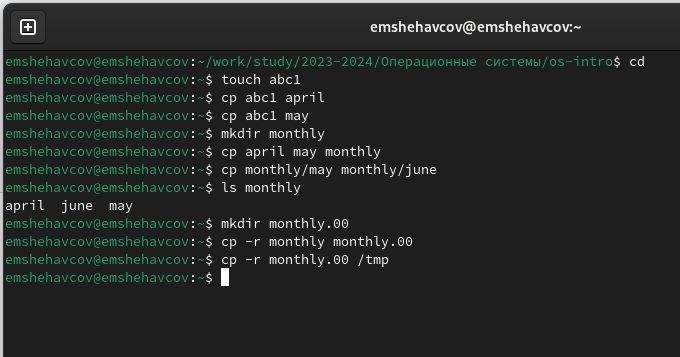 emshehavcov@emshehavcov:~
emshehavcov@emshehavcov:~/work/study/2023-2024/Операционные системы/os-intro$ cd
emshehavcov@emshehavcov:~$ touch abc1
emshehavcov@emshehavcov:~$ cp abc1 april
emshehavcov@emshehavcov:~$ cp abc1 may
emshehavcov@emshehavcov:~$ mkdir monthly
emshehavcov@emshehavcov:~$ cp april may monthly
emshehavcov@emshehavcov:~$ cp monthly/may monthly/june
emshehavcov@emshehavcov:~$ ls monthly
april  june  may
emshehavcov@emshehavcov:~$ mkdir monthly.00
emshehavcov@emshehavcov:~$ cp -r monthly monthly.00
emshehavcov@emshehavcov:~$ cp -r monthly.00 /tmp
emshehavcov@emshehavcov:~$